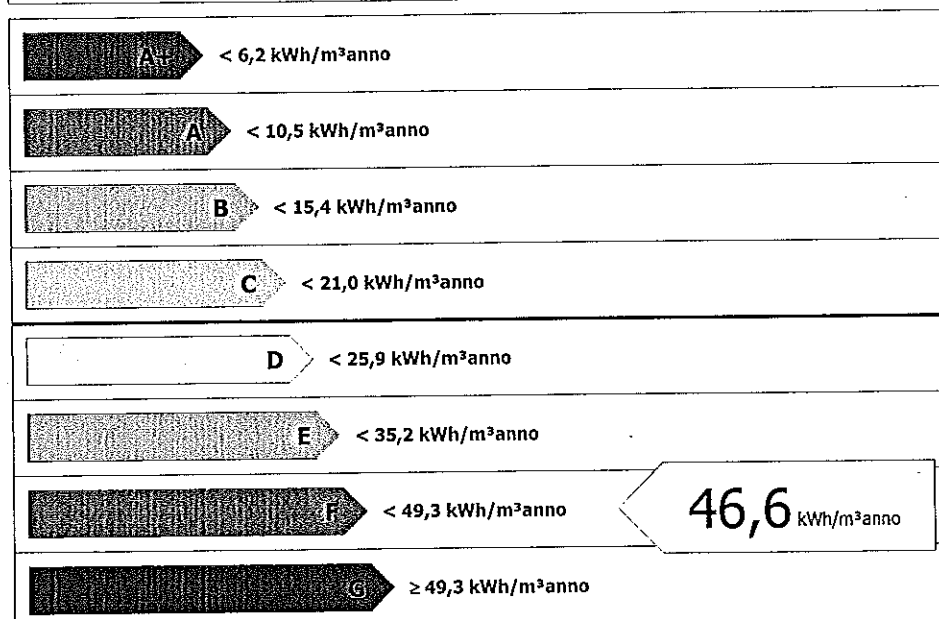 A+ < 6,2 kWh/m³anno
A < 10,5 kWh/m³anno
B < 15,4 kWh/m³anno
C < 21,0 kWh/m³anno
D < 25,9 kWh/m³anno
E < 35,2 kWh/m³anno
F < 49,3 kWh/m³anno
46,6 kWh/m³anno
G ≥ 49,3 kWh/m³anno